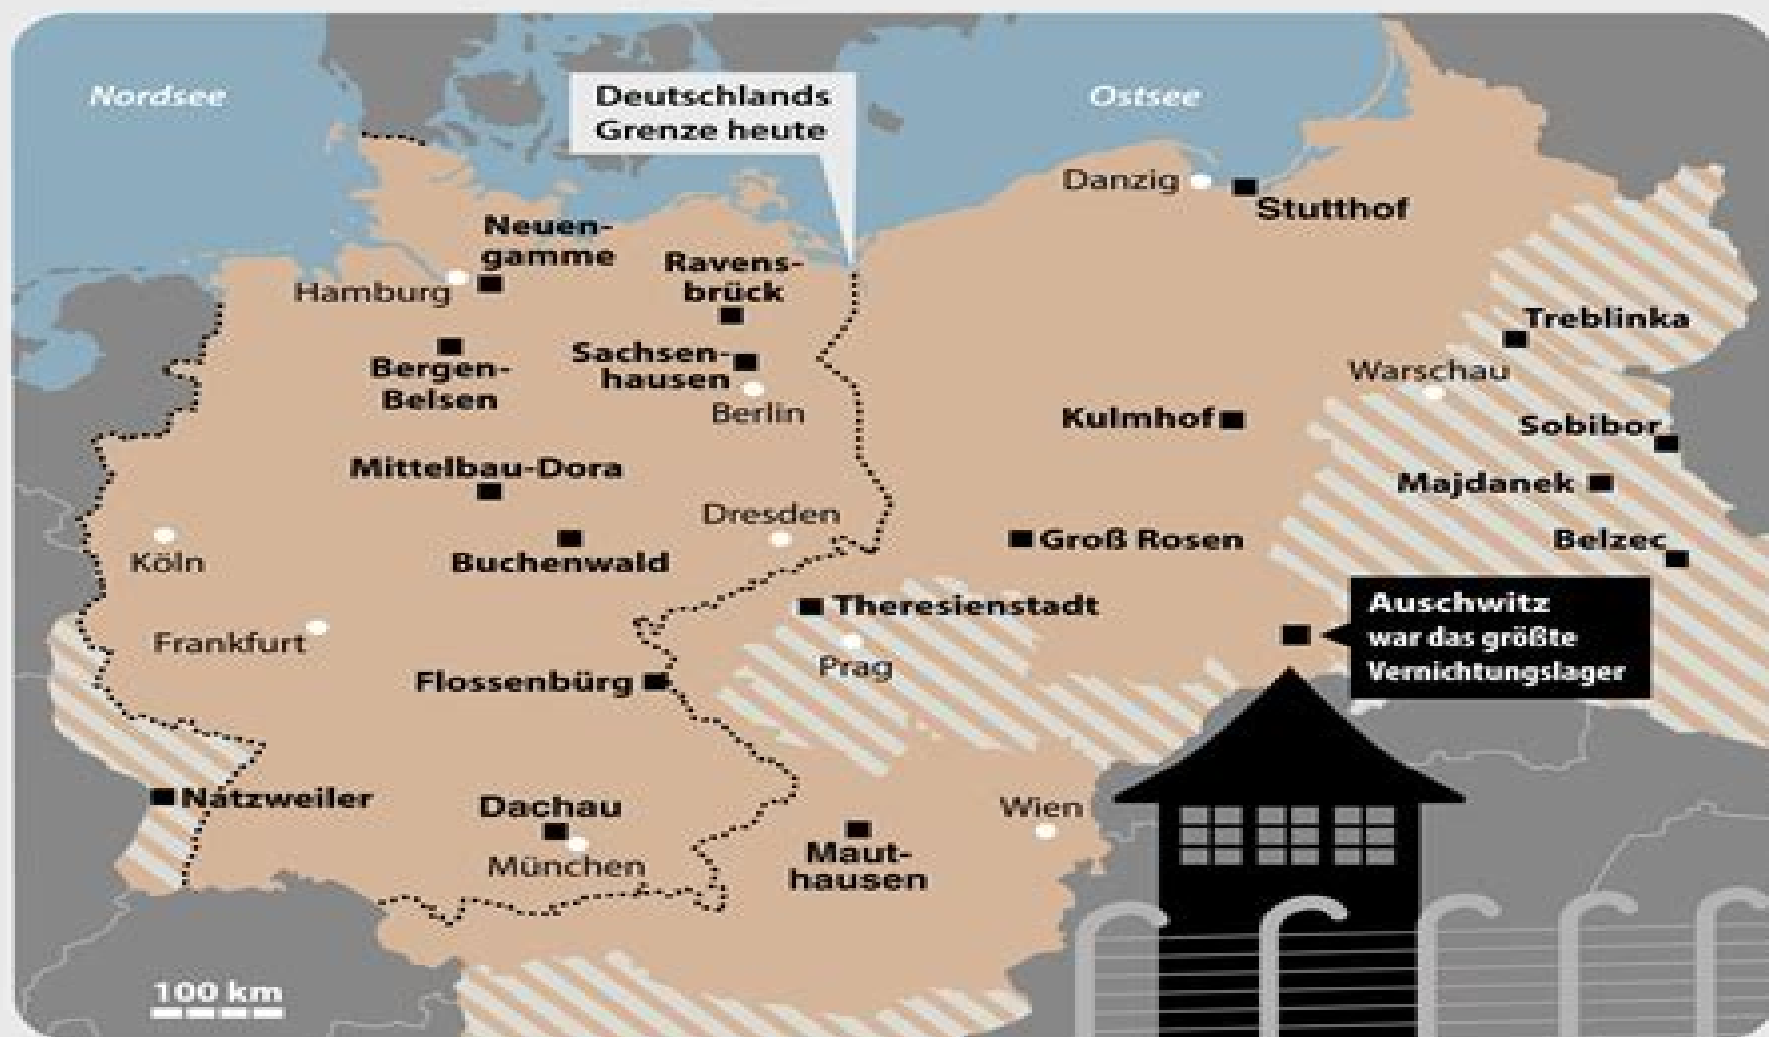 Nordsee
Deutschlands
Grenze heute
Ostsee
Danzig
Stutthof
Neuen-
gamme
Hamburg
Ravens-
brück
Treblinka
Bergen-
Belsen
Sachsen-
hausen
Berlin
Warschau
Kulmhof
Sobibor
Mittelbau-Dora
Majdanek
Dresden
Köln
Buchenwald
Groß Rosen
Belzec
Theresienstadt
Auschwitz
war das größte
Vernichtungslager
Frankfurt
Prag
Flossenbürg
Natzweiler
Dachau
München
Maut-
hausen
Wien
100 km